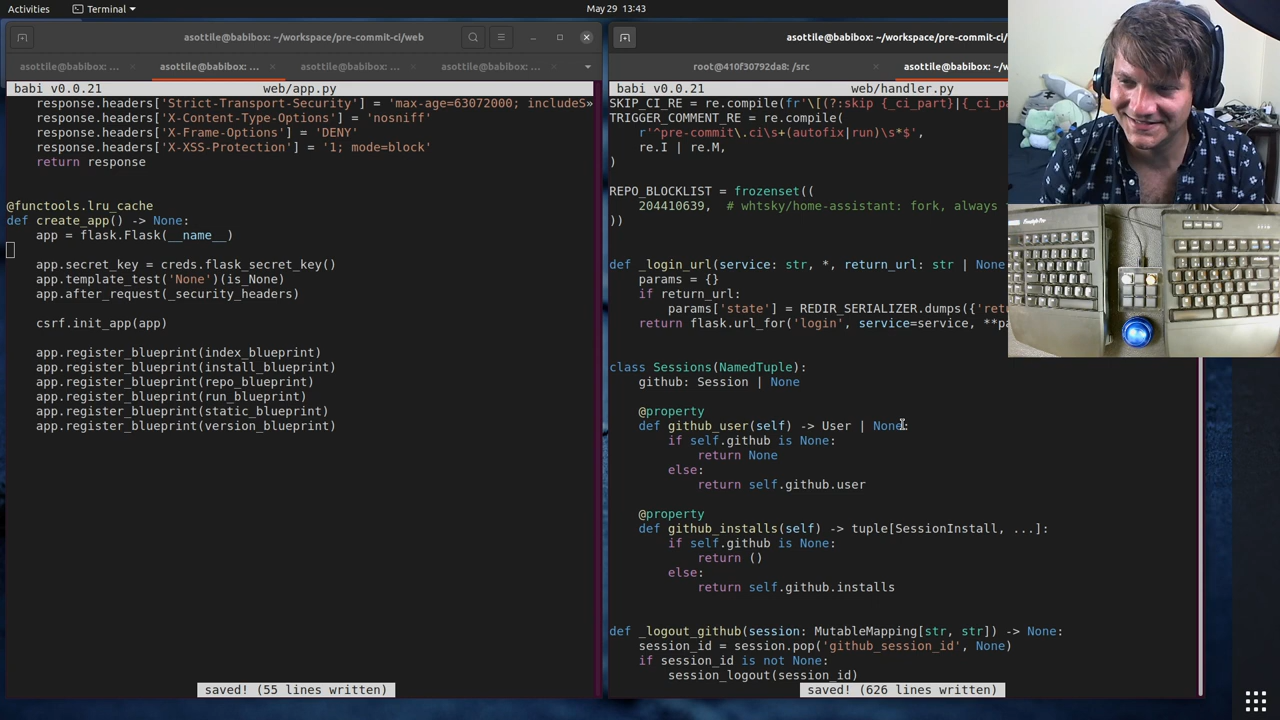 Activities
Terminal
May 29 13:43
asottile@babibox: ~/workspace/pre-commit-ci/web
asottile@babibox: ...
asottile@babibox: ...
asottile@babibox: ...
asottile@babibox: ...
babi v0.0.21
web/app.py
response.headers['Strict-Transport-Security'] = 'max-age=63072000; includeS»
response.headers['X-Content-Type-Options'] = 'nosniff'
response.headers['X-Frame-Options'] = 'DENY'
response.headers['X-XSS-Protection'] = '1; mode=block'
return response
@functools.lru_cache
def create_app() -> None:
app = flask.Flask(__name__)
app.secret_key = creds.flask_secret_key()
app.template_test('None')(is_None)
app.after_request(_security_headers)
csrf.init_app(app)
app.register_blueprint(index_blueprint)
app.register_blueprint(install_blueprint)
app.register_blueprint(repo_blueprint)
app.register_blueprint(run_blueprint)
app.register_blueprint(static_blueprint)
app.register_blueprint(version_blueprint)
saved! (55 lines written)
asottile@babibox: ~/workspace/pre-commit-ci/
root@410f30792da8: /src
asottile@babibox: ~/w
babi v0.0.21
web/handler.py
SKIP_CI_RE = re.compile(fr'\[(?:skip {_ci_part}|{_ci_pa
TRIGGER_COMMENT_RE = re.compile(
r'^pre-commit\.ci\s+(autofix|run)\s*$',
re.I | re.M,
)
REPO_BLOCKLIST = frozenset((
204410639,  # whtsky/home-assistant: fork, always
))
def _login_url(service: str, *, return_url: str | None
params = {}
if return_url:
params['state'] = REDIR_SERIALIZER.dumps({'ret
return flask.url_for('login', service=service, **pa
class Sessions(NamedTuple):
github: Session | None
@property
def github_user(self) -> User | None:
if self.github is None:
return None
else:
return self.github.user
@property
def github_installs(self) -> tuple[SessionInstall, ...]:
if self.github is None:
return ()
else:
return self.github.installs
def _logout_github(session: MutableMapping[str, str]) -> None:
session_id = session.pop('github_session_id', None)
if session_id is not None:
session_logout(session_id)
saved! (626 lines written)